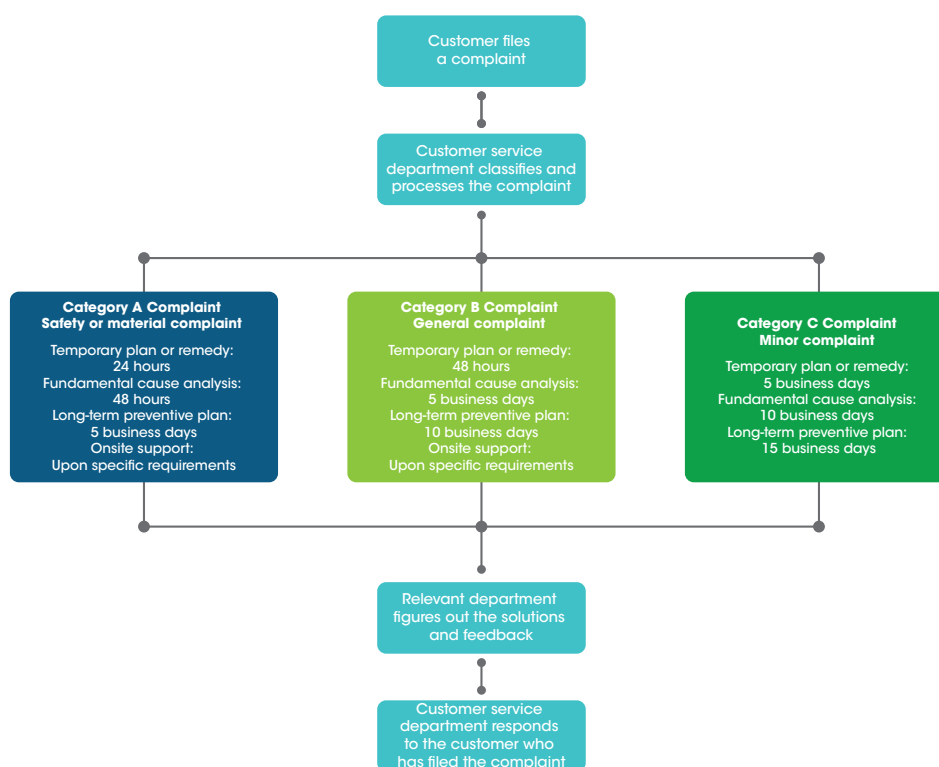 Customer files
a complaint
Customer service
department classifies and
processes the complaint
Category A Complaint
Safety or material complaint
Temporary plan or remedy:
24 hours
Fundamental cause analysis:
48 hours
Long-term preventive plan:
5 business days
Onsite support:
Upon specific requirements
Category B Complaint
General complaint
Temporary plan or remedy:
48 hours
Fundamental cause analysis:
5 business days
Long-term preventive plan:
10 business days
Onsite support:
Upon specific requirements
Category C Complaint
Minor complaint
Temporary plan or remedy:
5 business days
Fundamental cause analysis:
10 business days
Long-term preventive plan:
15 business days
Relevant department
figures out the solutions
and feedback
Customer service
department responds
to the customer who
has filed the complaint